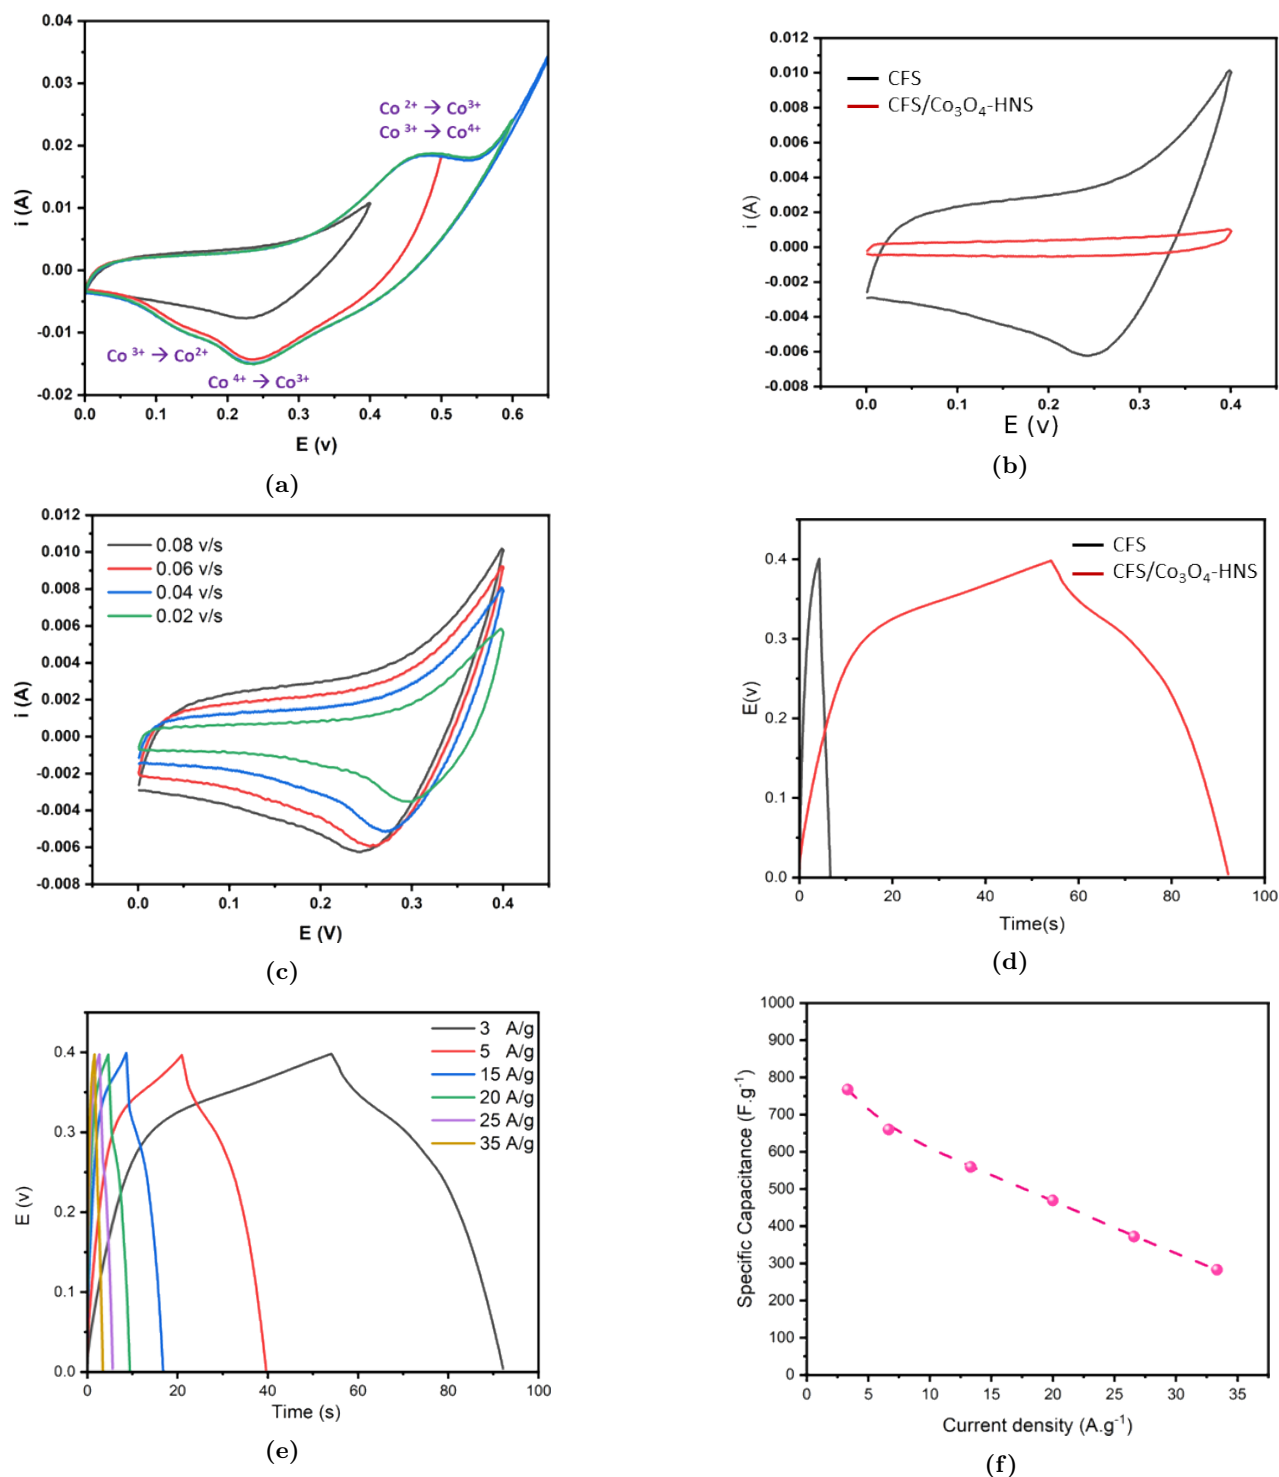 0.04
0.03
0.02
0.01
0.00
-0.01
-0.02
i (A)
Co ²⁺ → Co³⁺
Co ³⁺ → Co⁴⁺
Co ³⁺ → Co²⁺
Co ⁴⁺ → Co³⁺
0.0 0.1 0.2 0.3 0.4 0.5 0.6
E (v)
(a)
0.012
0.010
0.008
0.006
0.004
0.002
0.000
-0.002
-0.004
-0.006
-0.008
i (A)
CFS
CFS/Co₃O₄-HNS
0.0 0.1 0.2 0.3 0.4
E (v)
(b)
0.012
0.010
0.008
0.006
0.004
0.002
0.000
-0.002
-0.004
-0.006
-0.008
i (A)
0.08 v/s
0.06 v/s
0.04 v/s
0.02 v/s
0.0 0.1 0.2 0.3 0.4
E (V)
(c)
0.4
0.3
0.2
0.1
0.0
E(v)
CFS
CFS/Co₃O₄-HNS
0 20 40 60 80 100
Time(s)
(d)
0.4
0.3
0.2
0.1
0.0
E (v)
3 A/g
5 A/g
15 A/g
20 A/g
25 A/g
35 A/g
0 20 40 60 80 100
Time (s)
(e)
1000
900
800
700
600
500
400
300
200
100
0
Specific Capacitance (F.g⁻¹)
0 5 10 15 20 25 30 35
Current density (A.g⁻¹)
(f)